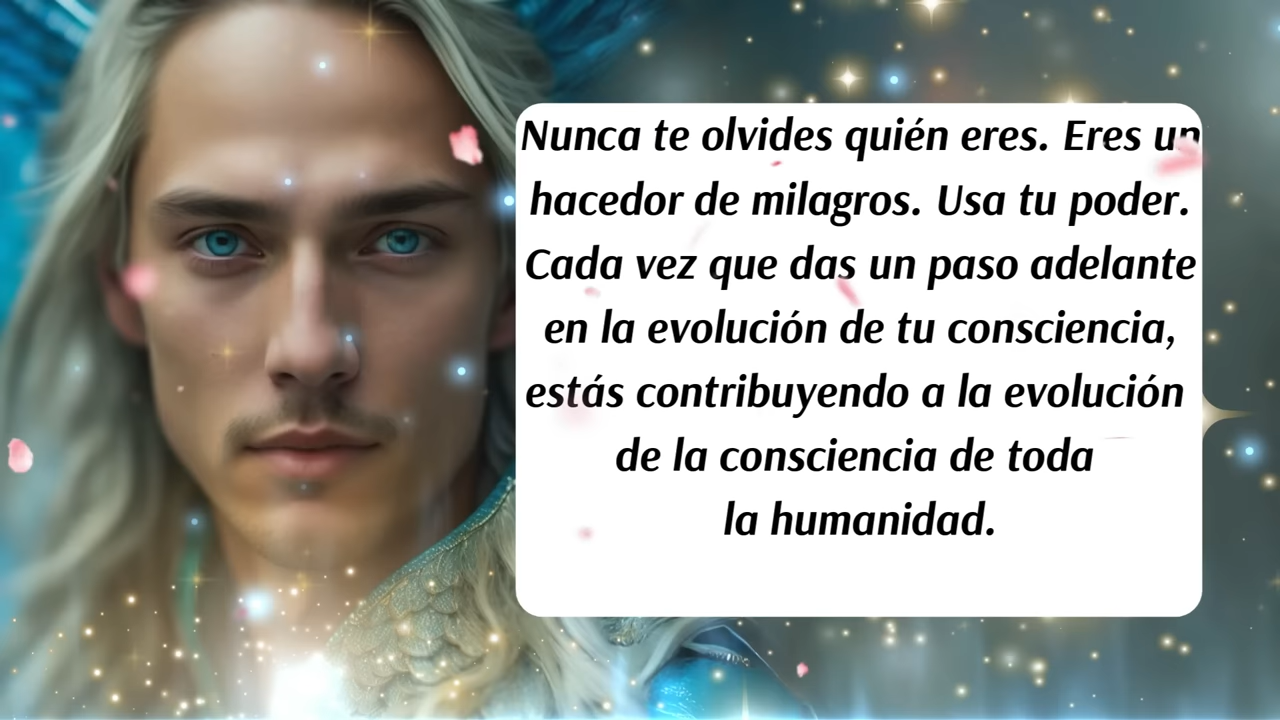 Nunca te olvides quién eres. Eres un
hacedor de milagros. Usa tu poder.
Cada vez que das un paso adelante
en la evolución de tu consciencia,
estás contribuyendo a la evolución
de la consciencia de toda
la humanidad.